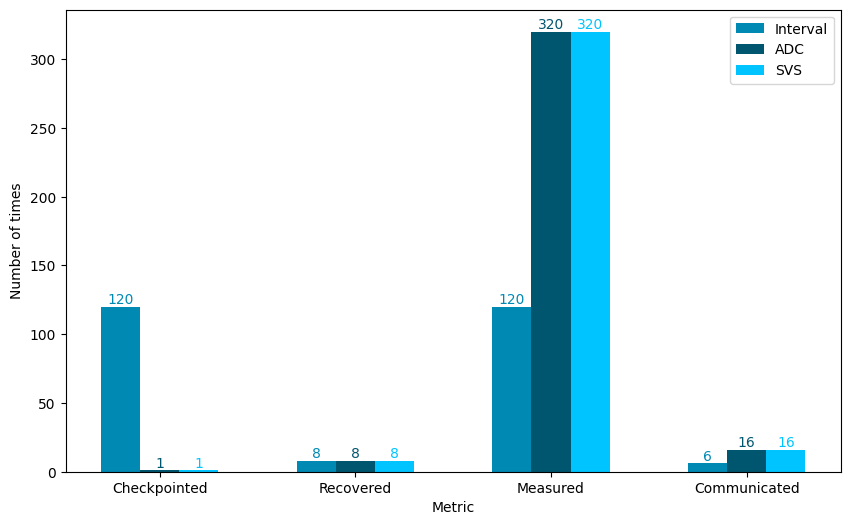 Interval
ADC
SVS
Number of times
300
250
200
150
100
50
0
120
1
1
8
8
8
120
320
320
6
16
16
Checkpointed
Recovered
Measured
Communicated
Metric